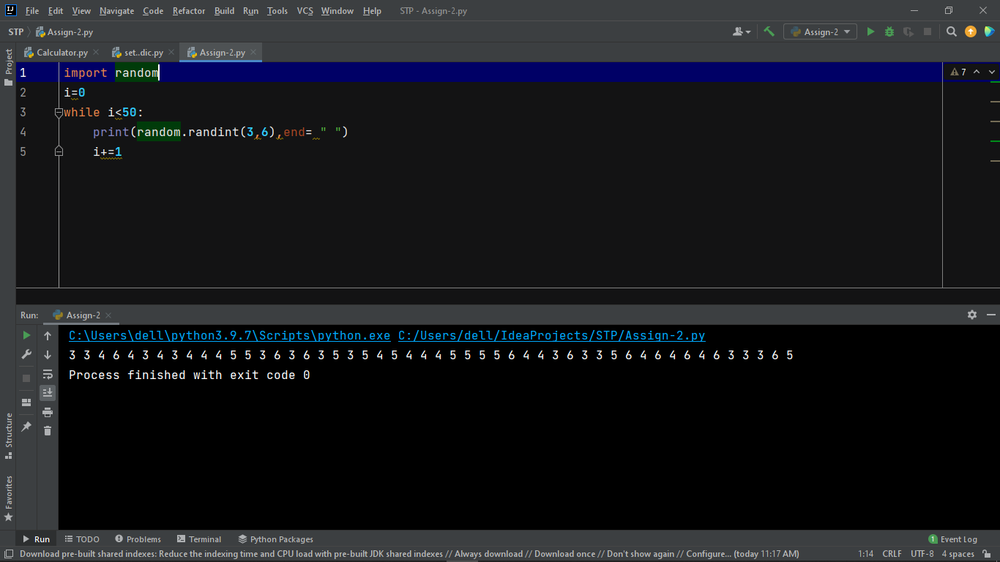 File Edit View Navigate Code Refactor Build Run Tools VCS Window Help STP - Assign-2.py
STP Assign-2.py Assign-2
Calculator.py set..dic.py Assign-2.py
Project
1 import random 7
2 i=0
3 while i<50:
4 print(random.randint(3,6),end= " ")
5 i+=1
Run: Assign-2
C:\Users\dell\python3.9.7\Scripts\python.exe C:/Users/dell/IdeaProjects/STP/Assign-2.py
3 3 4 6 4 3 4 3 4 4 4 5 5 3 6 3 6 3 5 3 5 4 5 4 4 4 5 5 5 5 6 4 4 3 6 3 3 5 6 4 6 4 6 4 6 3 3 3 6 5
Process finished with exit code 0
Structure
Favorites
Run TODO Problems Terminal Python Packages 1 Event Log
Download pre-built shared indexes: Reduce the indexing time and CPU load with pre-built JDK shared indexes // Always download // Download once // Don't show again // Configure... (today 11:17 AM) 1:14 CRLF UTF-8 4 spaces